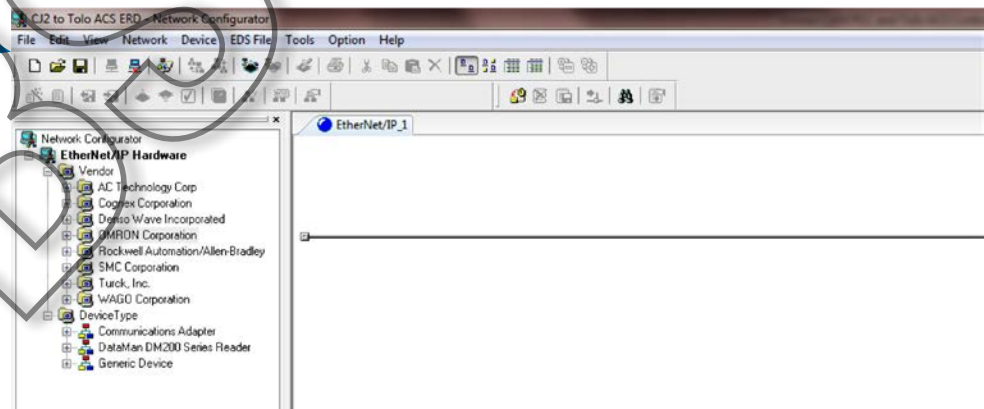 CJ2 to Tolo ACS ERD - Network Configurator
File Edit View Network Device EDS File Tools Option Help
EtherNet/IP_1
Network Configurator
EtherNet/IP Hardware
Vendor
AC Technology Corp
Cognex Corporation
Denso Wave Incorporated
OMRON Corporation
Rockwell Automation/Allen-Bradley
SMC Corporation
Turck, Inc.
WAGO Corporation
DeviceType
Communications Adapter
DataMan DM200 Series Reader
Generic Device